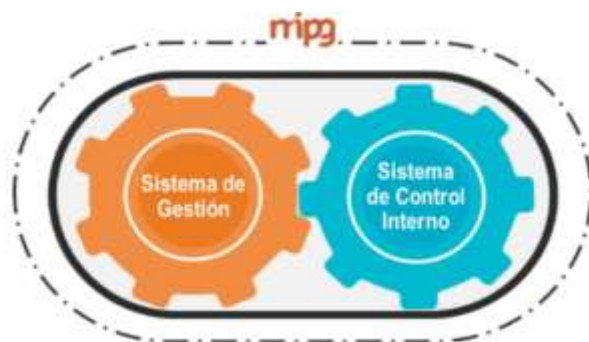 mipg
Sistema de
Gestión
Sistema
de Control
Interno